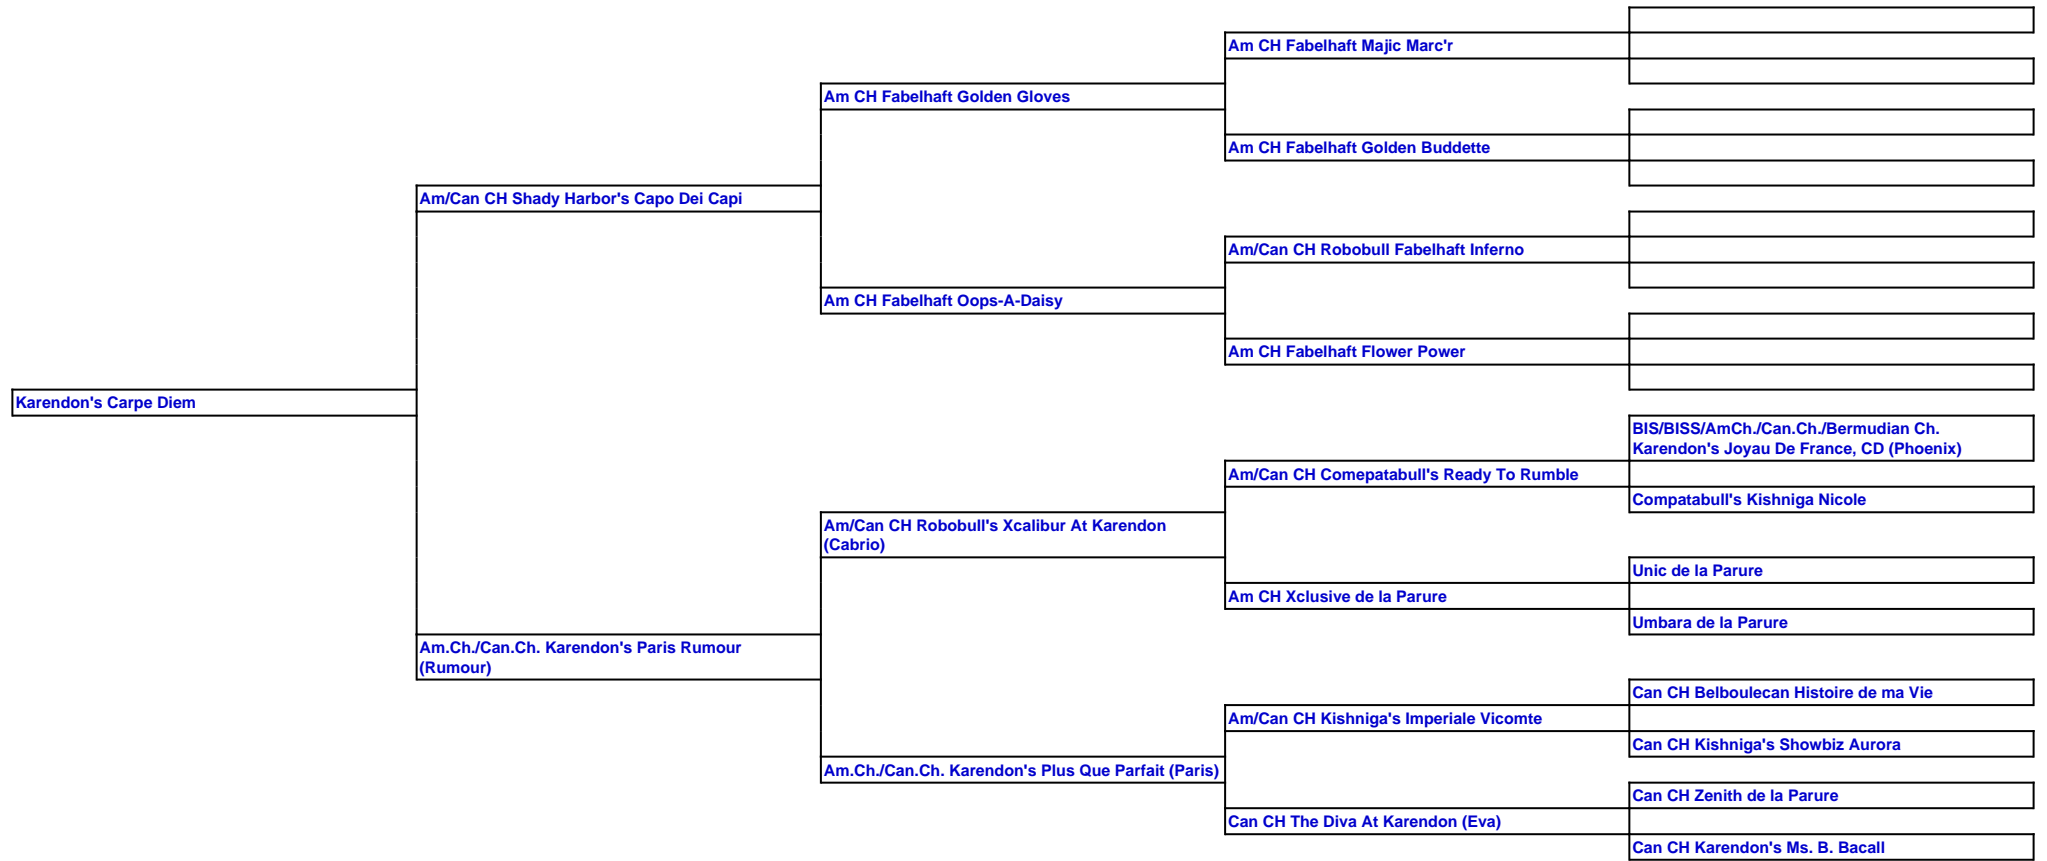 Am CH Fabelhaft Majic Marc'r
Am CH Fabelhaft Golden Gloves
Am CH Fabelhaft Golden Buddette
Am/Can CH Shady Harbor's Capo Dei Capi
Am/Can CH Robobull Fabelhaft Inferno
Am CH Fabelhaft Oops-A-Daisy
Am CH Fabelhaft Flower Power
Karendon's Carpe Diem
BIS/BISS/AmCh./Can.Ch./Bermudian Ch.
Karendon's Joyau De France, CD (Phoenix)
Am/Can CH Comepatabull's Ready To Rumble
Compatabull's Kishniga Nicole
Am/Can CH Robobull's Xcalibur At Karendon
(Cabrio)
Unic de la Parure
Am CH Xclusive de la Parure
Umbara de la Parure
Am.Ch./Can.Ch. Karendon's Paris Rumour
(Rumour)
Can CH Belboulecan Histoire de ma Vie
Am/Can CH Kishniga's Imperiale Vicomte
Can CH Kishniga's Showbiz Aurora
Am.Ch./Can.Ch. Karendon's Plus Que Parfait (Paris)
Can CH Zenith de la Parure
Can CH The Diva At Karendon (Eva)
Can CH Karendon's Ms. B. Bacall